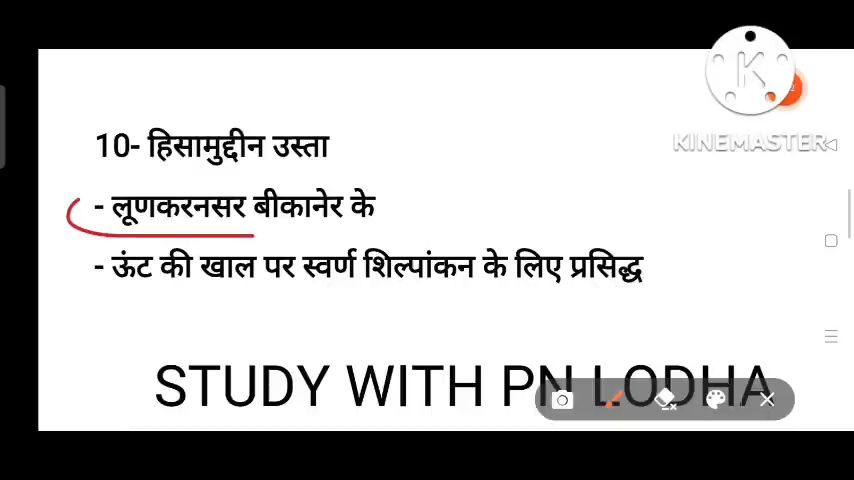 KINEMASTER
10- हिसामुद्दीन उस्ता
- लूणकरनसर बीकानेर के
- ऊंट की खाल पर स्वर्ण शिल्पांकन के लिए प्रसिद्ध
STUDY WITH PN LODHA